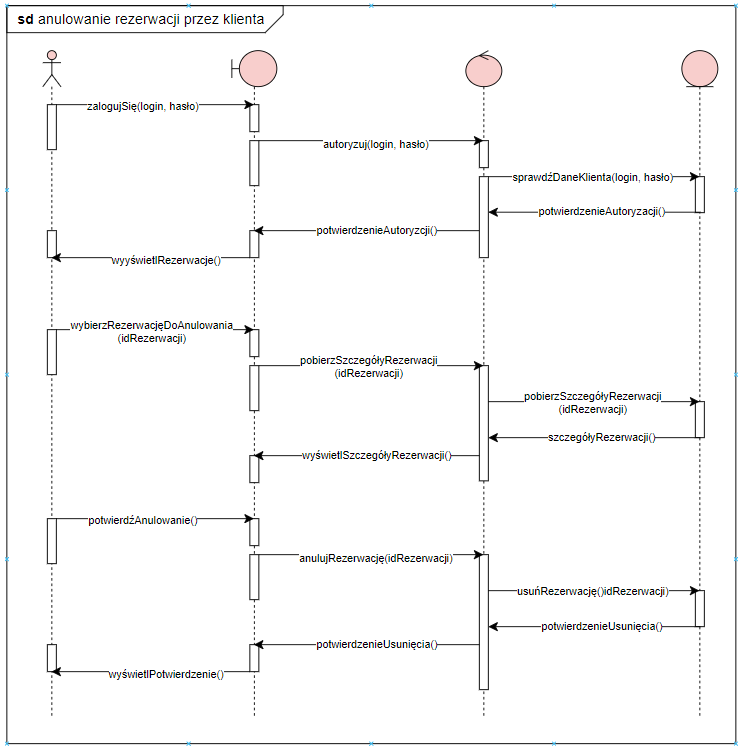 sd anulowanie rezerwacji przez klienta
zalogujSię(login, hasło)
autoryzuj(login, hasło)
sprawdźDaneKlienta(login, hasło)
potwierdzenieAutoryzacji()
potwierdzenieAutoryzcji()
wyyświetlRezerwacje()
wybierzRezerwacjęDoAnulowania
(idRezerwacji)
pobierzSzczegółyRezerwacji
(idRezerwacji)
pobierzSzczegółyRezerwacji
(idRezerwacji)
szczegółyRezerwacji()
wyświetlSzczegółyRezerwacji()
potwierdźAnulowanie()
anulujRezerwację(idRezerwacji)
usuńRezerwację()idRezerwacji)
potwierdzenieUsunięcia()
potwierdzenieUsunięcia()
wyświetlPotwierdzenie()